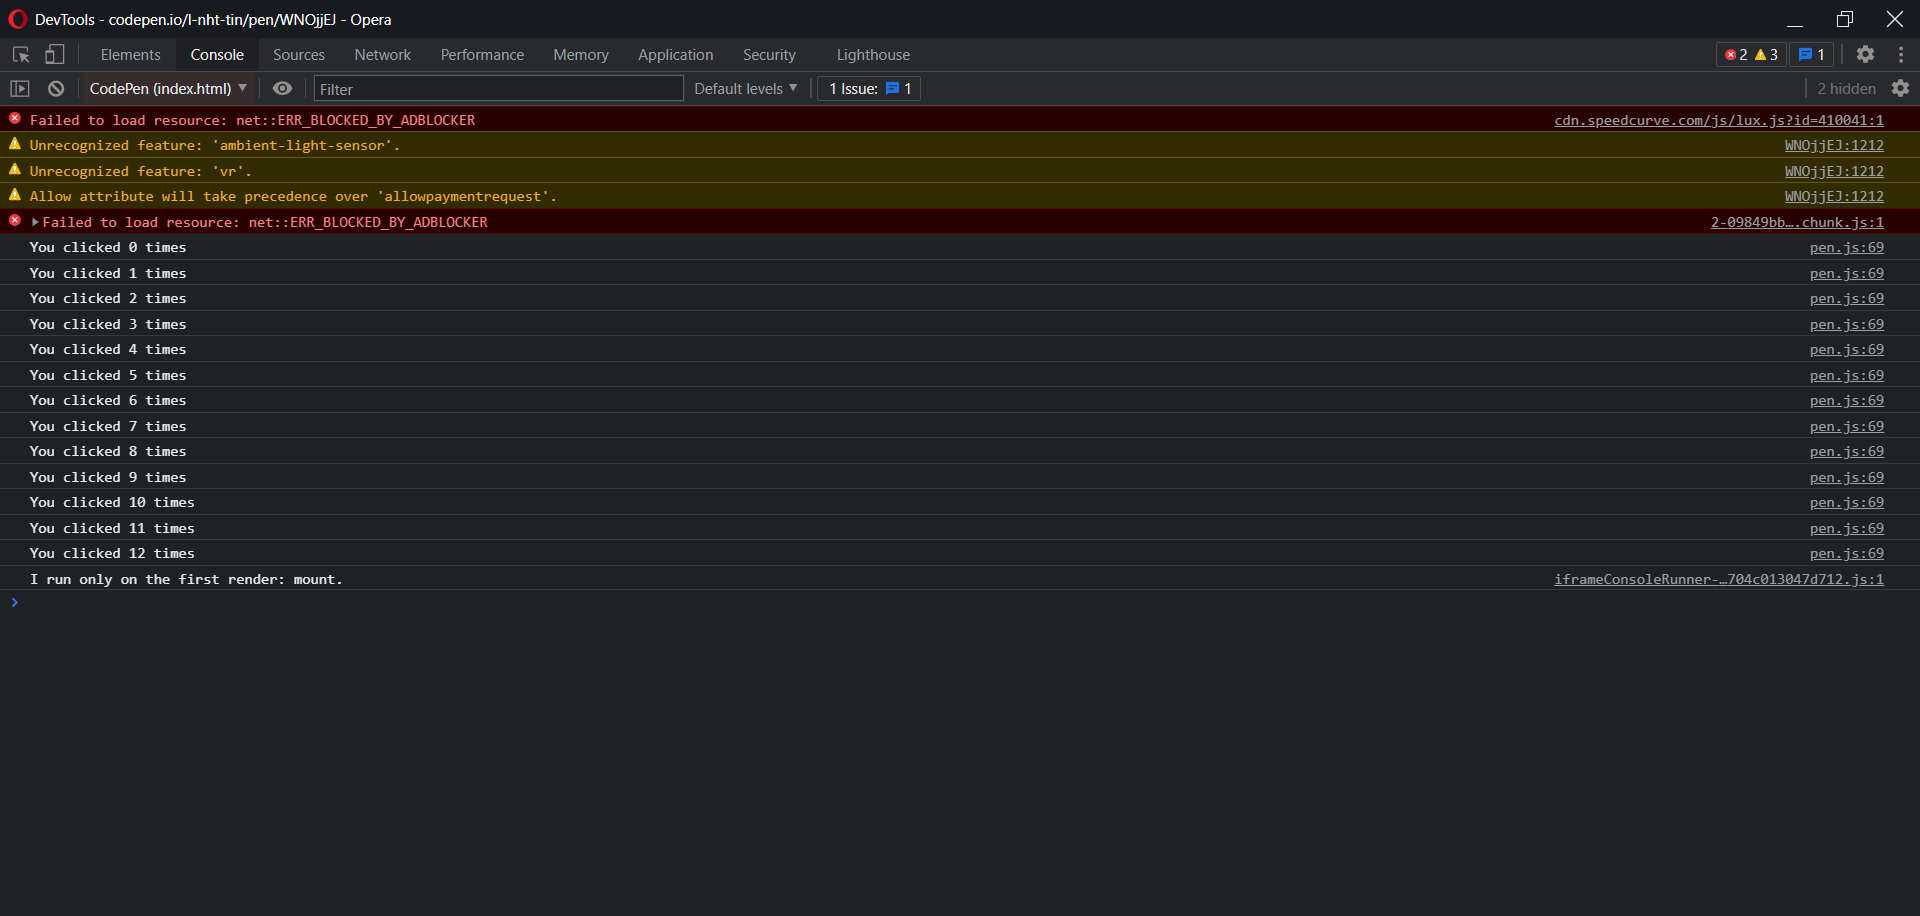 DevTools - codepen.io/l-nht-tin/pen/WNOjjEJ - Opera
Elements Console Sources Network Performance Memory Application Security Lighthouse 2 3 1
CodePen (index.html) Filter Default levels 1 Issue: 1 2 hidden
Failed to load resource: net::ERR_BLOCKED_BY_ADBLOCKER cdn.speedcurve.com/js/lux.js?id=410041:1
Unrecognized feature: 'ambient-light-sensor'. WNOjjEJ:1212
Unrecognized feature: 'vr'. WNOjjEJ:1212
Allow attribute will take precedence over 'allowpaymentrequest'. WNOjjEJ:1212
Failed to load resource: net::ERR_BLOCKED_BY_ADBLOCKER 2-09849bb….chunk.js:1
You clicked 0 times pen.js:69
You clicked 1 times pen.js:69
You clicked 2 times pen.js:69
You clicked 3 times pen.js:69
You clicked 4 times pen.js:69
You clicked 5 times pen.js:69
You clicked 6 times pen.js:69
You clicked 7 times pen.js:69
You clicked 8 times pen.js:69
You clicked 9 times pen.js:69
You clicked 10 times pen.js:69
You clicked 11 times pen.js:69
You clicked 12 times pen.js:69
I run only on the first render: mount. iframeConsoleRunner-…704c013047d712.js:1